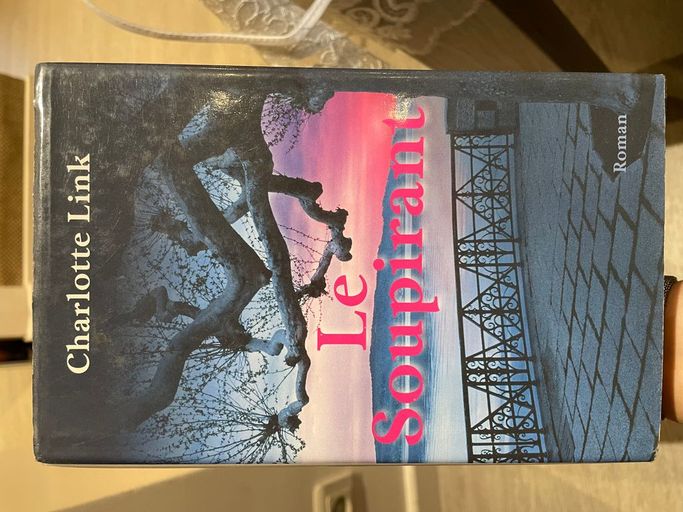 Charlotte Link
Le
Soupirant
Roman